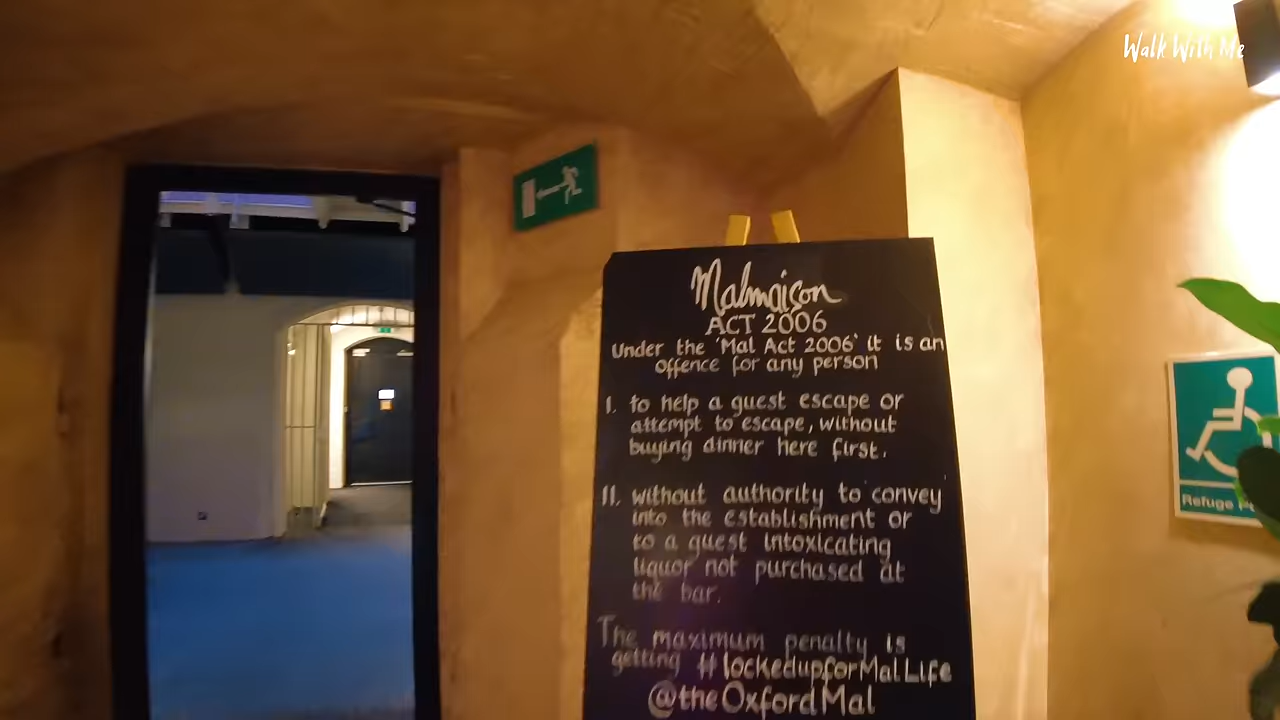 Walk With Me
Malmaison
ACT 2006
Under the 'Mal Act 2006' it is an
offence for any person
I. to help a guest escape or
attempt to escape, without
buying dinner here first.
II. without authority to convey
into the establishment or
to a guest intoxicating
liquor not purchased at
the bar.
The maximum penalty is
getting #lockedupforMalLife
@theOxfordMal
Refuge